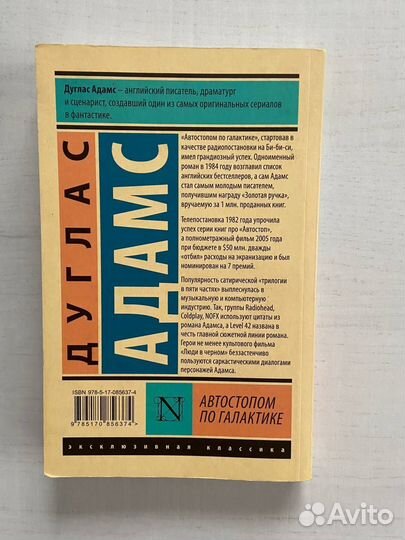 Дуглас Адамс – английский писатель, драматург
и сценарист, создавший один из самых оригинальных сериалов
в фантастике.
ДУГЛАС
АДАМС
«Автостопом по галактике», стартовав в
качестве радиопостановки на Би-би-си,
имел грандиозный успех. Одноименный
роман в 1984 году возглавил список
английских бестселлеров, а сам Адамс
стал самым молодым писателем,
получившим награду «Золотая ручка»,
вручаемую за 1 млн. проданных книг.
Телепостановка 1982 года упрочила
успех серии книг про «Автостоп»,
а полнометражный фильм 2005 года
при бюджете в $50 млн. дважды
«отбил» расходы на экранизацию и был
номинирован на 7 премий.
Популярность сатирической «трилогии
в пяти частях» выплеснулась в
музыкальную и компьютерную
индустрию. Так, группы Radiohead,
Coldplay, NOFX используют цитаты из
романа Адамса, а Level 42 названа в
честь главной сюжетной линии романа.
Герои не менее культового фильма
«Люди в черном» беззастенчиво
пользуются саркастическими диалогами
персонажей Адамса.
ISBN 978-5-17-085637-4
9 785170 856374 >
N
АВТОСТОПОМ
ПО ГАЛАКТИКЕ
эксклюзивная классика
Avito